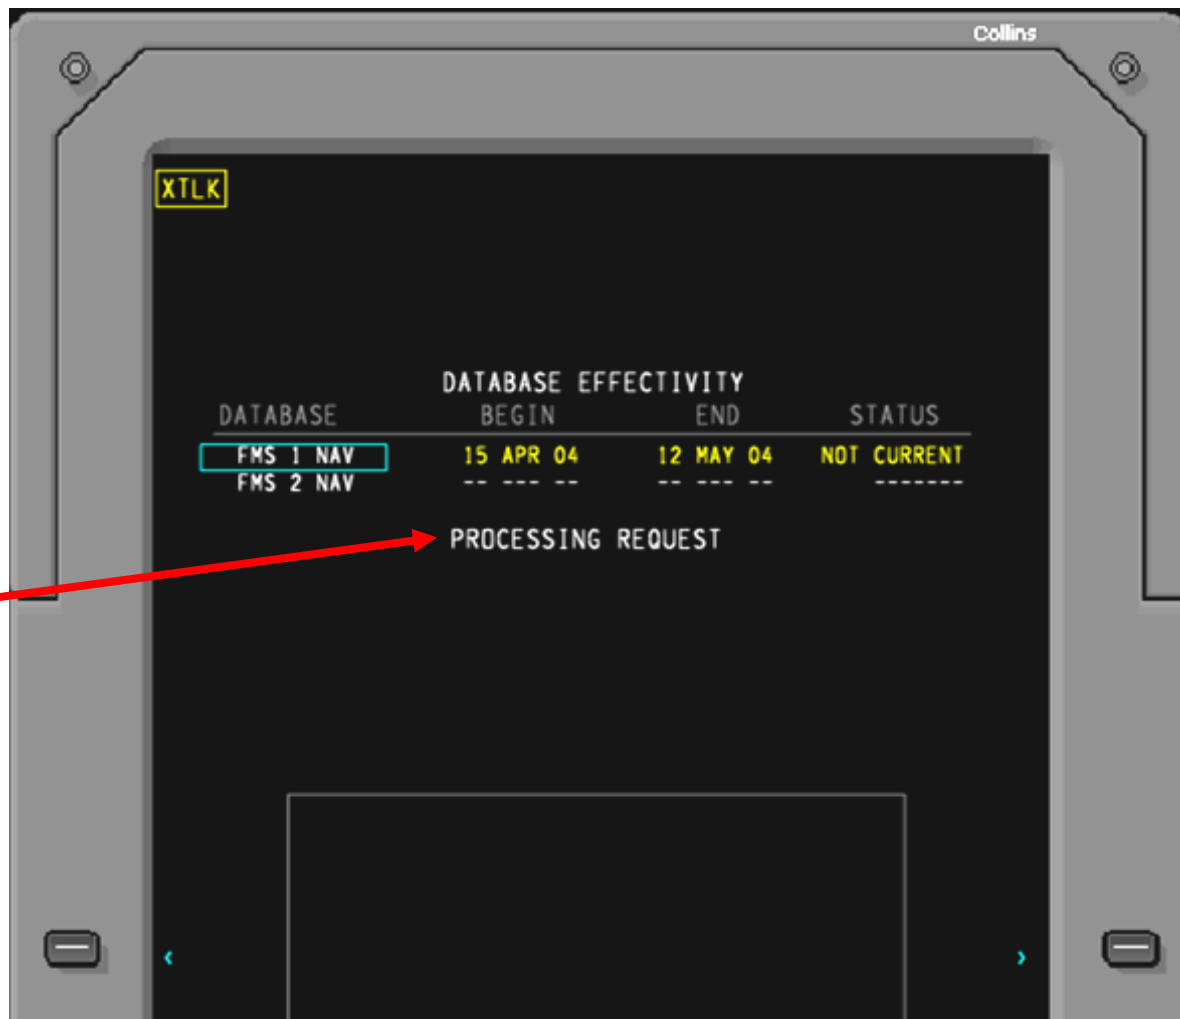 Collins
XTLK
DATABASE EFFECTIVITY
DATABASE BEGIN END STATUS
FMS 1 NAV 15 APR 04 12 MAY 04 NOT CURRENT
FMS 2 NAV -- --- -- -- --- -- -------
PROCESSING REQUEST
‹ ›